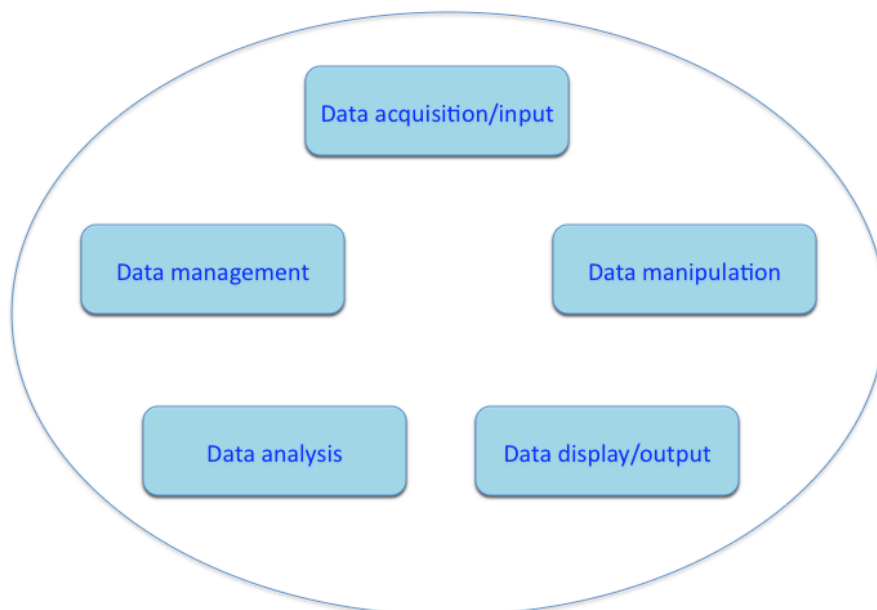 Data acquisition/input
Data management
Data manipulation
Data analysis
Data display/output